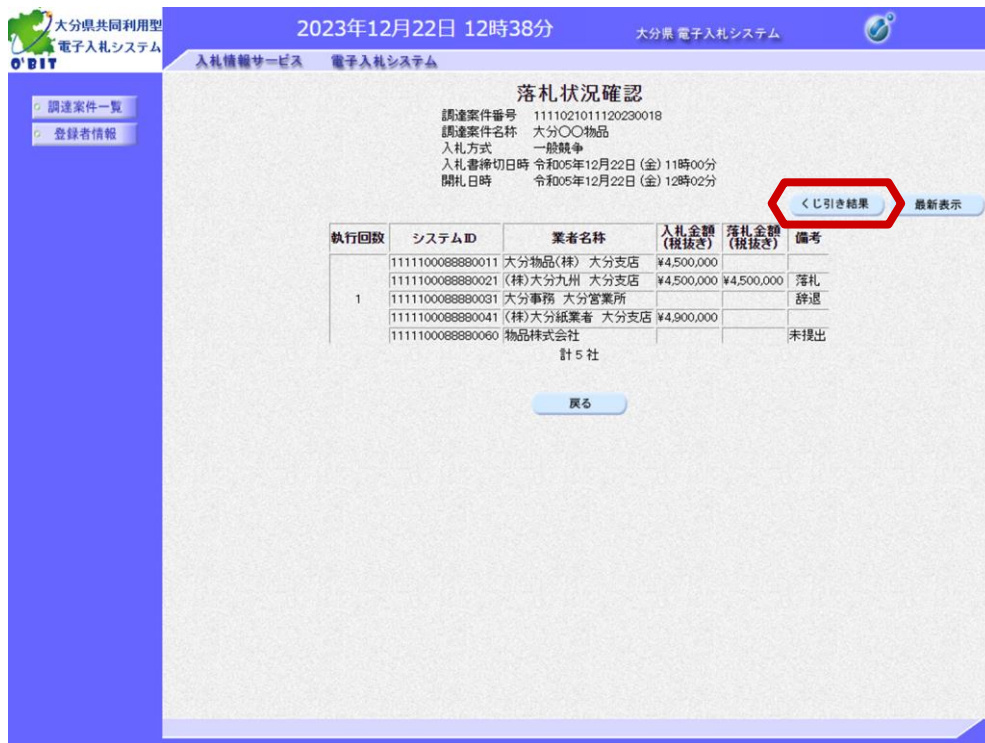 大分県共同利用型
電子入札システム
O'BIT
2023年12月22日 12時38分
大分県 電子入札システム
入札情報サービス 電子入札システム
調達案件一覧
登録者情報
落札状況確認
調達案件番号 1111021011120230018
調達案件名称 大分〇〇物品
入札方式 一般競争
入札書締切日時 令和05年12月22日 (金) 11時00分
開札日時 令和05年12月22日 (金) 12時02分
くじ引き結果 最新表示
執行回数 システムID 業者名称 入札金額(税抜き) 落札金額(税抜き) 備考
1111100088880011 大分物品(株) 大分支店 ¥4,500,000
1111100088880021 (株)大分九州 大分支店 ¥4,500,000 ¥4,500,000 落札
1 1111100088880031 大分事務 大分営業所 辞退
1111100088880041 (株)大分紙業者 大分支店 ¥4,900,000
1111100088880060 物品株式会社 未提出
計 5 社
戻る